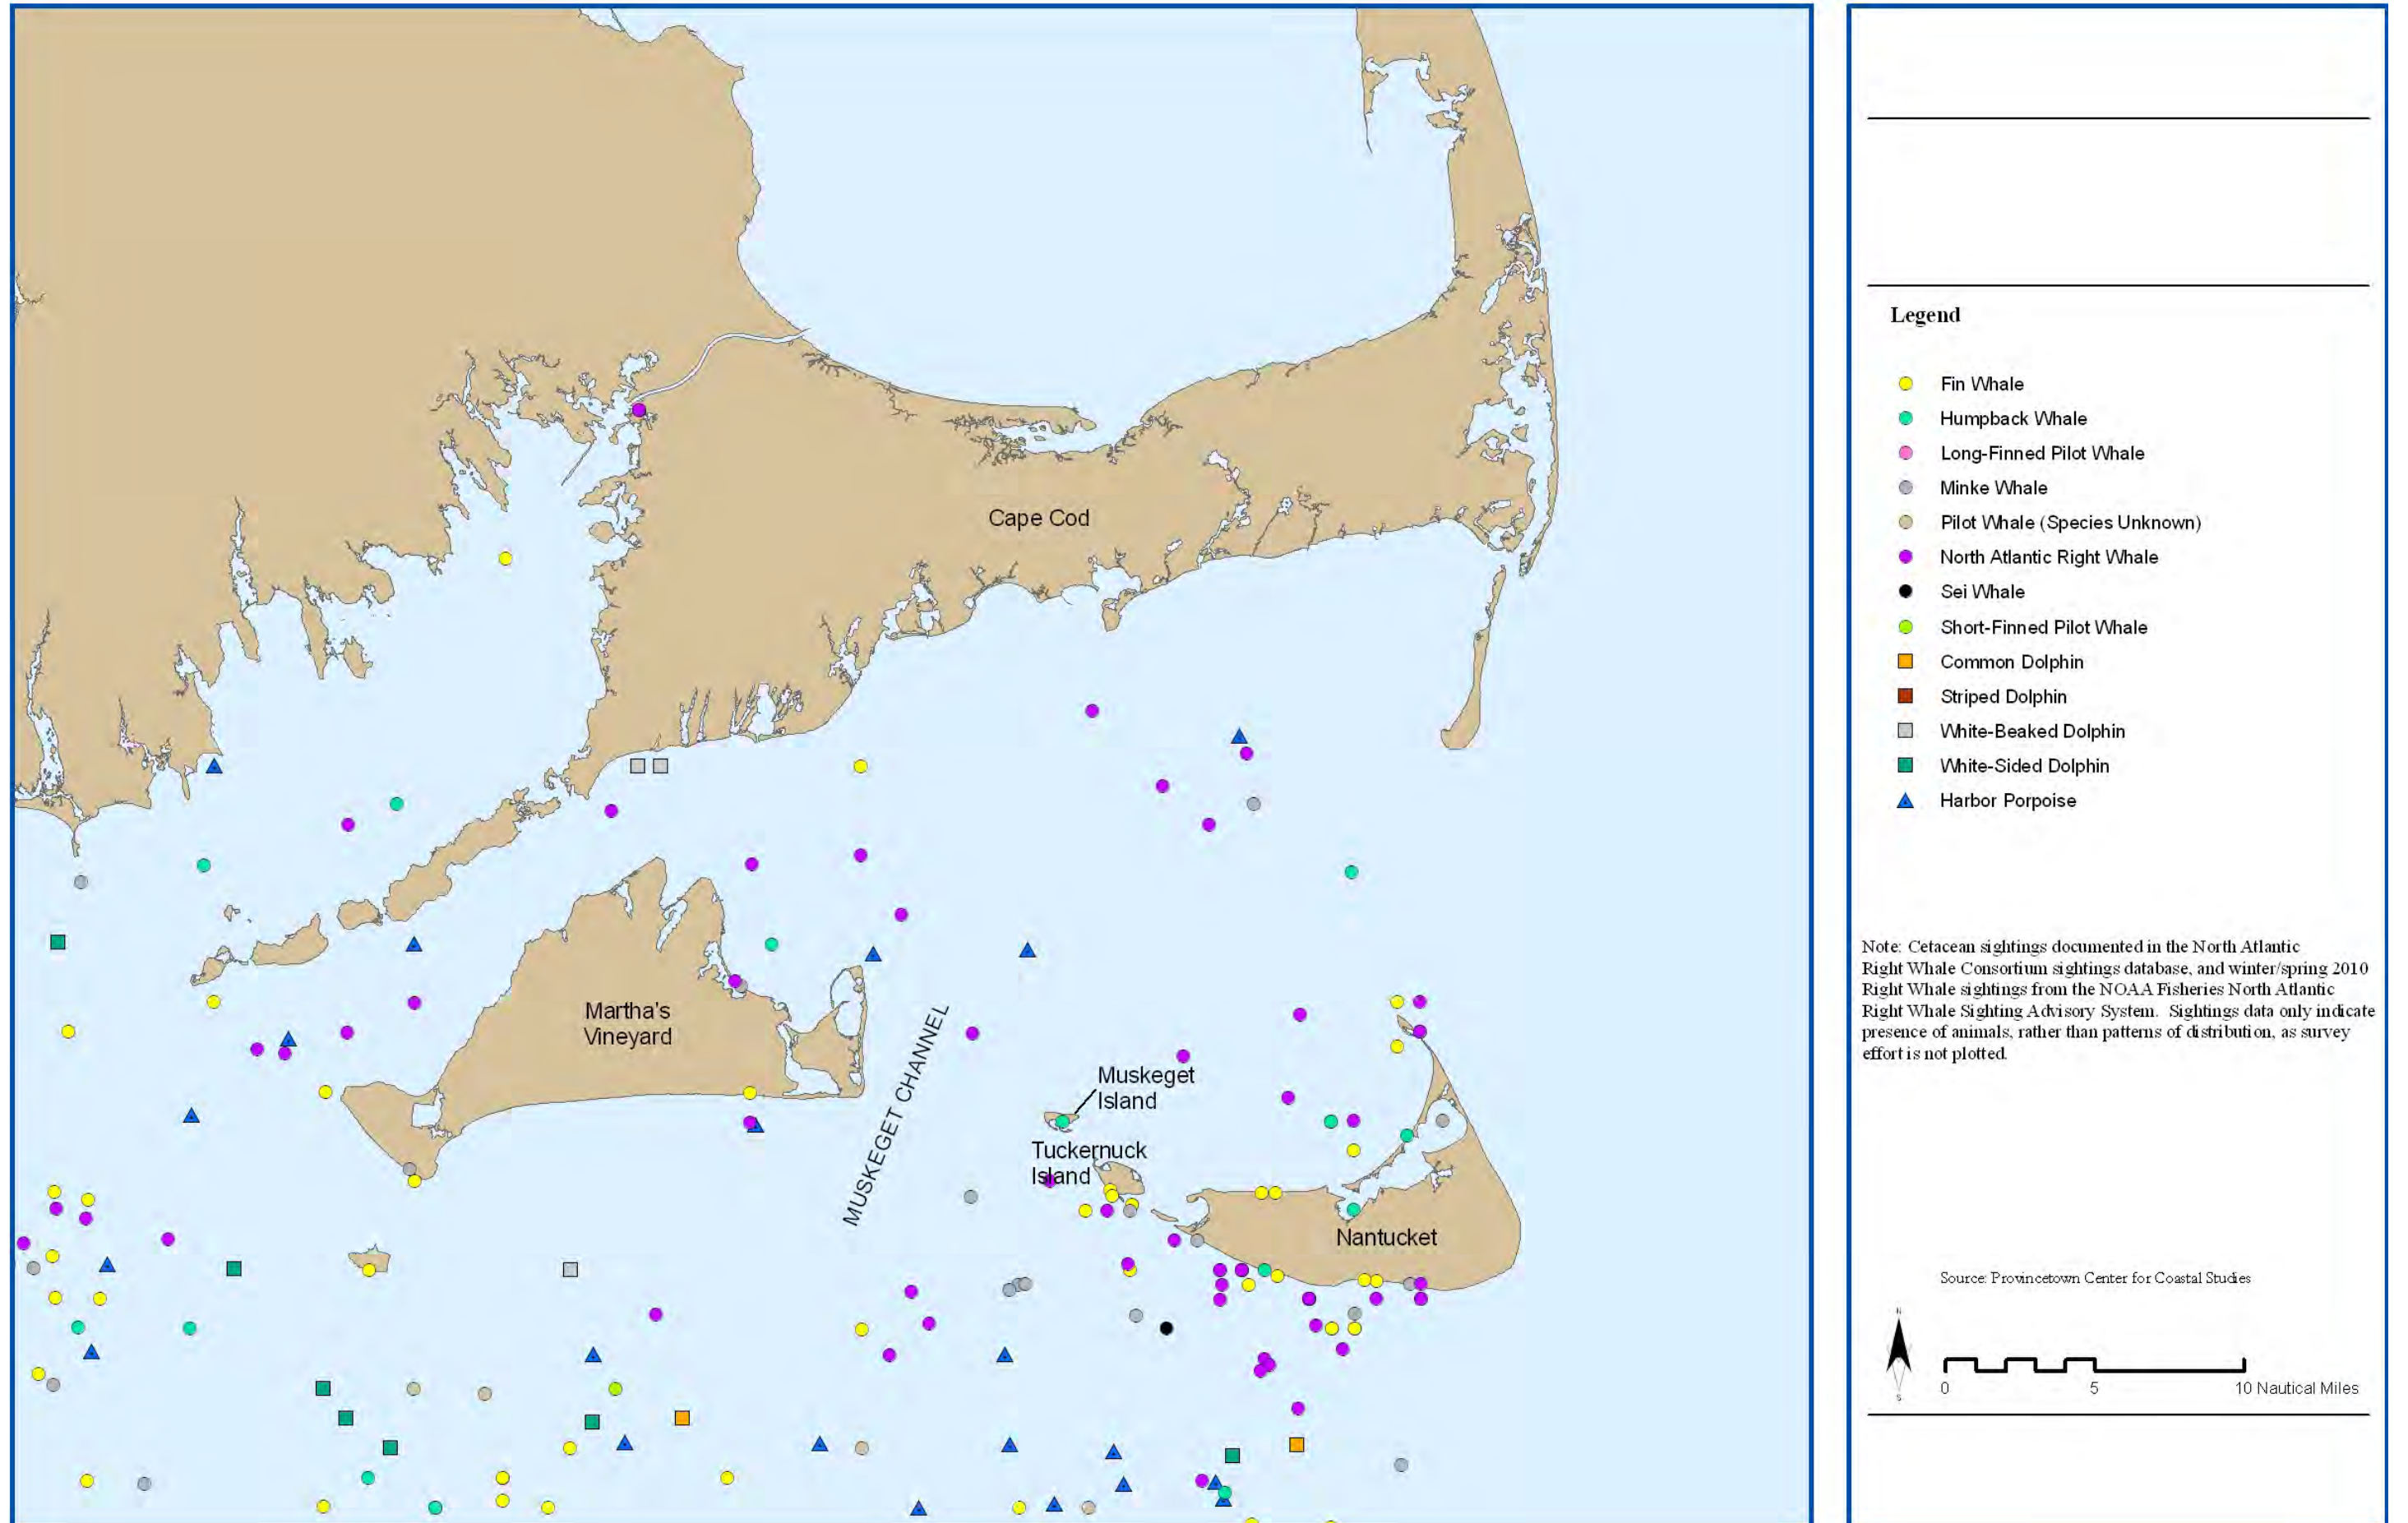 Cape Cod
Martha's
Vineyard
MUSKEGET CHANNEL
Muskeget
Island
Tuckernuck
Island
Nantucket
Legend
Fin Whale
Humpback Whale
Long-Finned Pilot Whale
Minke Whale
Pilot Whale (Species Unknown)
North Atlantic Right Whale
Sei Whale
Short-Finned Pilot Whale
Common Dolphin
Striped Dolphin
White-Beaked Dolphin
White-Sided Dolphin
Harbor Porpoise
Note: Cetacean sightings documented in the North Atlantic
Right Whale Consortium sightings database, and winter/spring 2010
Right Whale sightings from the NOAA Fisheries North Atlantic
Right Whale Sighting Advisory System. Sightings data only indicate
presence of animals, rather than patterns of distribution, as survey
effort is not plotted.
Source: Provincetown Center for Coastal Studies
N
S
0 5 10 Nautical Miles